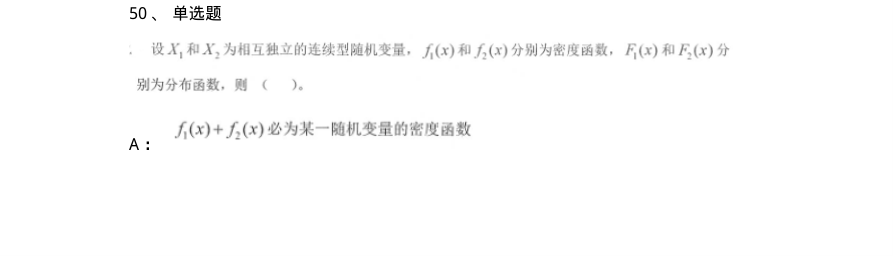 50 、 单选题
. 设 X₁ 和 X₂ 为相互独立的连续型随机变量， f₁(x) 和 f₂(x) 分别为密度函数， F₁(x) 和 F₂(x) 分
别为分布函数，则 （ ）。
f₁(x)+ f₂(x) 必为某一随机变量的密度函数
A：